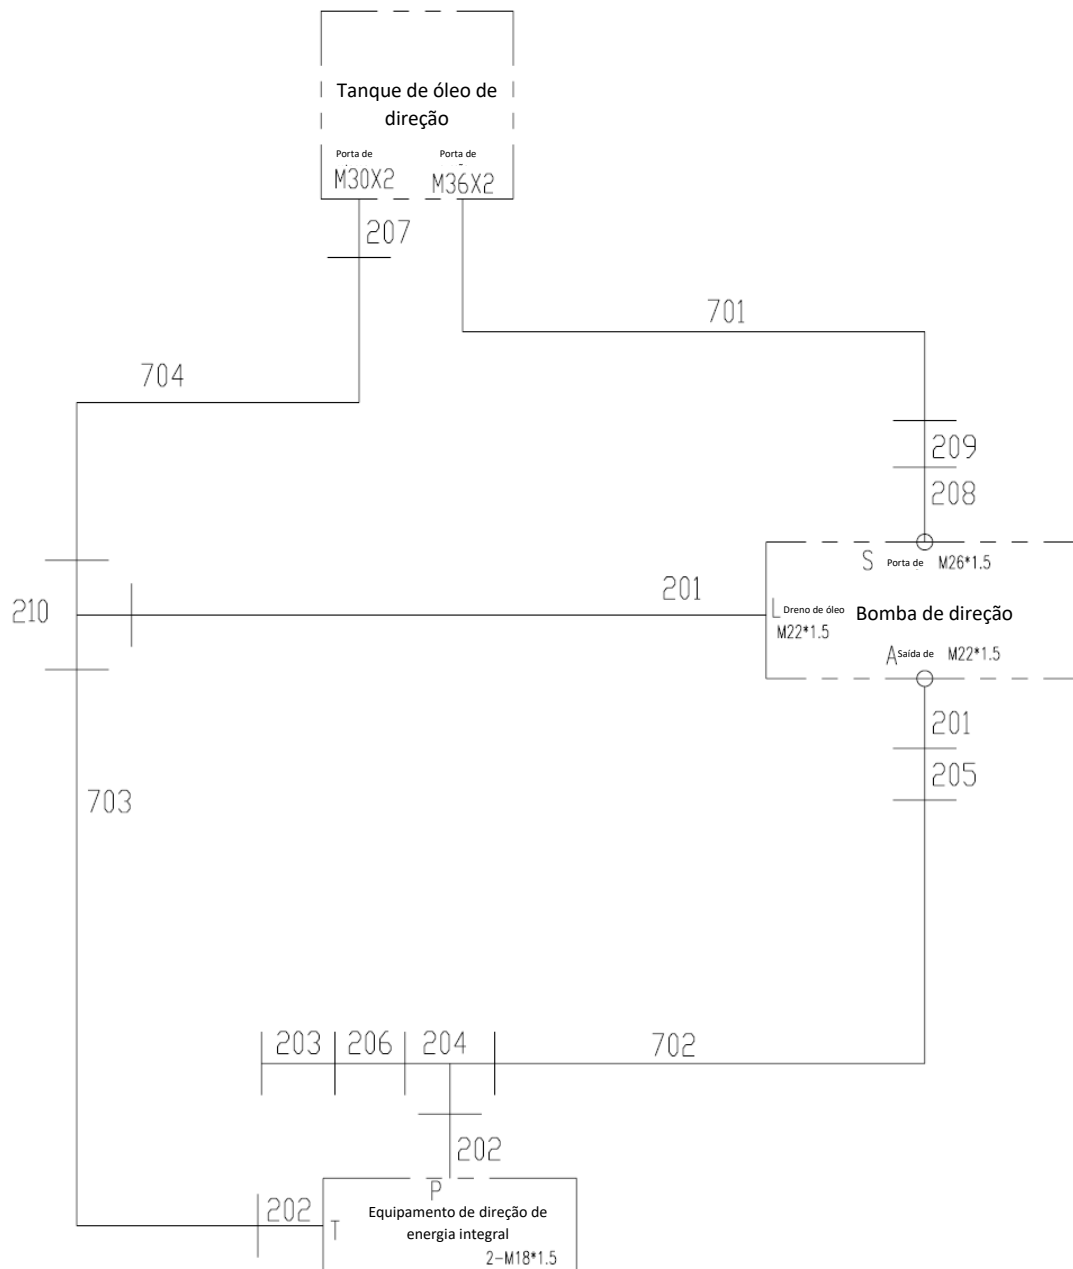 Tanque de óleo de
direção
Porta de
Porta de
M30X2
M36X2
207
701
704
209
208
S Porta de M26*1.5
201
210
L Dreno de óleo
M22*1.5
Bomba de direção
A Saída de M22*1.5
201
205
703
203
206
204
702
202
P
202
T
Equipamento de direção de
energia integral
2-M18*1.5